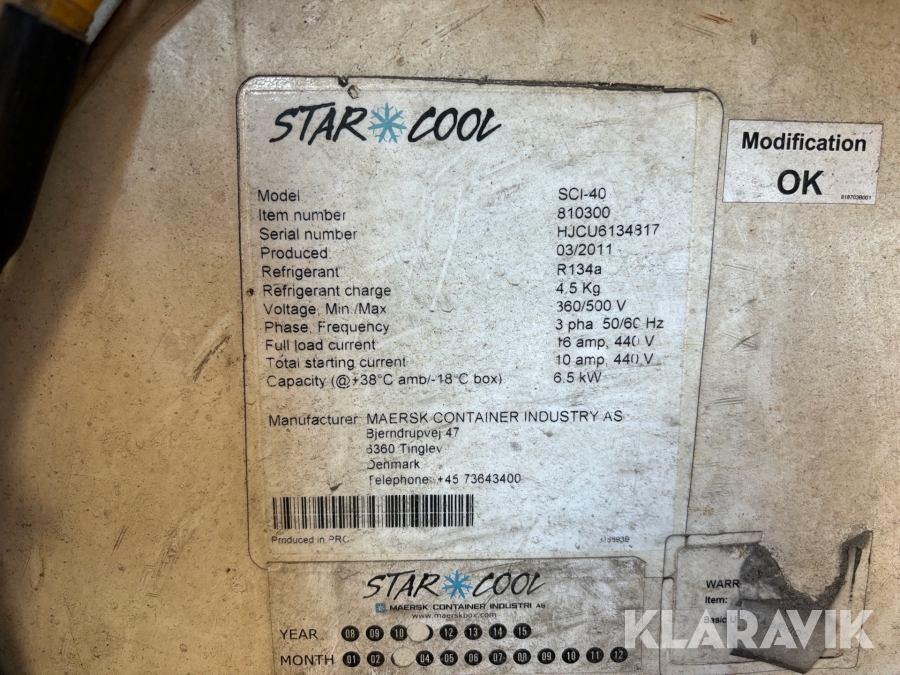 STAR COOL
Modification
OK
Model SCI-40
Item number 810300
Serial number HJCU6134817
Produced 03/2011
Refrigerant R134a
Refrigerant charge 4.5 Kg
Voltage, Min./Max 360/500 V
Phase, Frequency 3 pha 50/60 Hz
Full load current 16 amp, 440 V
Total starting current 10 amp, 440 V
Capacity (@+38°C amb/-18°C box) 6.5 kW
Manufacturer MAERSK CONTAINER INDUSTRY AS
Bjerndrupvej 47
6360 Tinglev
Denmark
Telephone: +45 73643400
Produced in PRC
STAR COOL
MAERSK CONTAINER INDUSTRI AS
www.maerskbox.com
YEAR 08 09 10 12 13 14 15
MONTH 01 02 04 05 06 07 08 09 10 11 12
WARR
Item:
Basic U
KLARAVIK